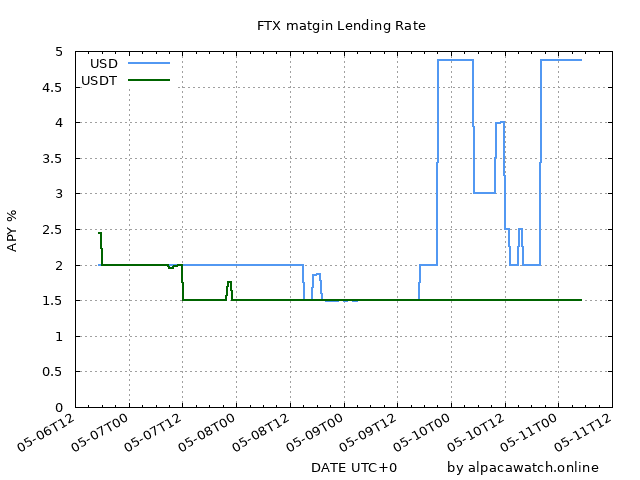 FTX matgin Lending Rate
5
4.5
4
3.5
3
2.5
2
1.5
1
0.5
0
APY %
USD
USDT
05-06T12
05-07T00
05-07T12
05-08T00
05-08T12
05-09T00
05-09T12
05-10T00
05-10T12
05-11T00
05-11T12
DATE UTC+0
by alpacawatch.online